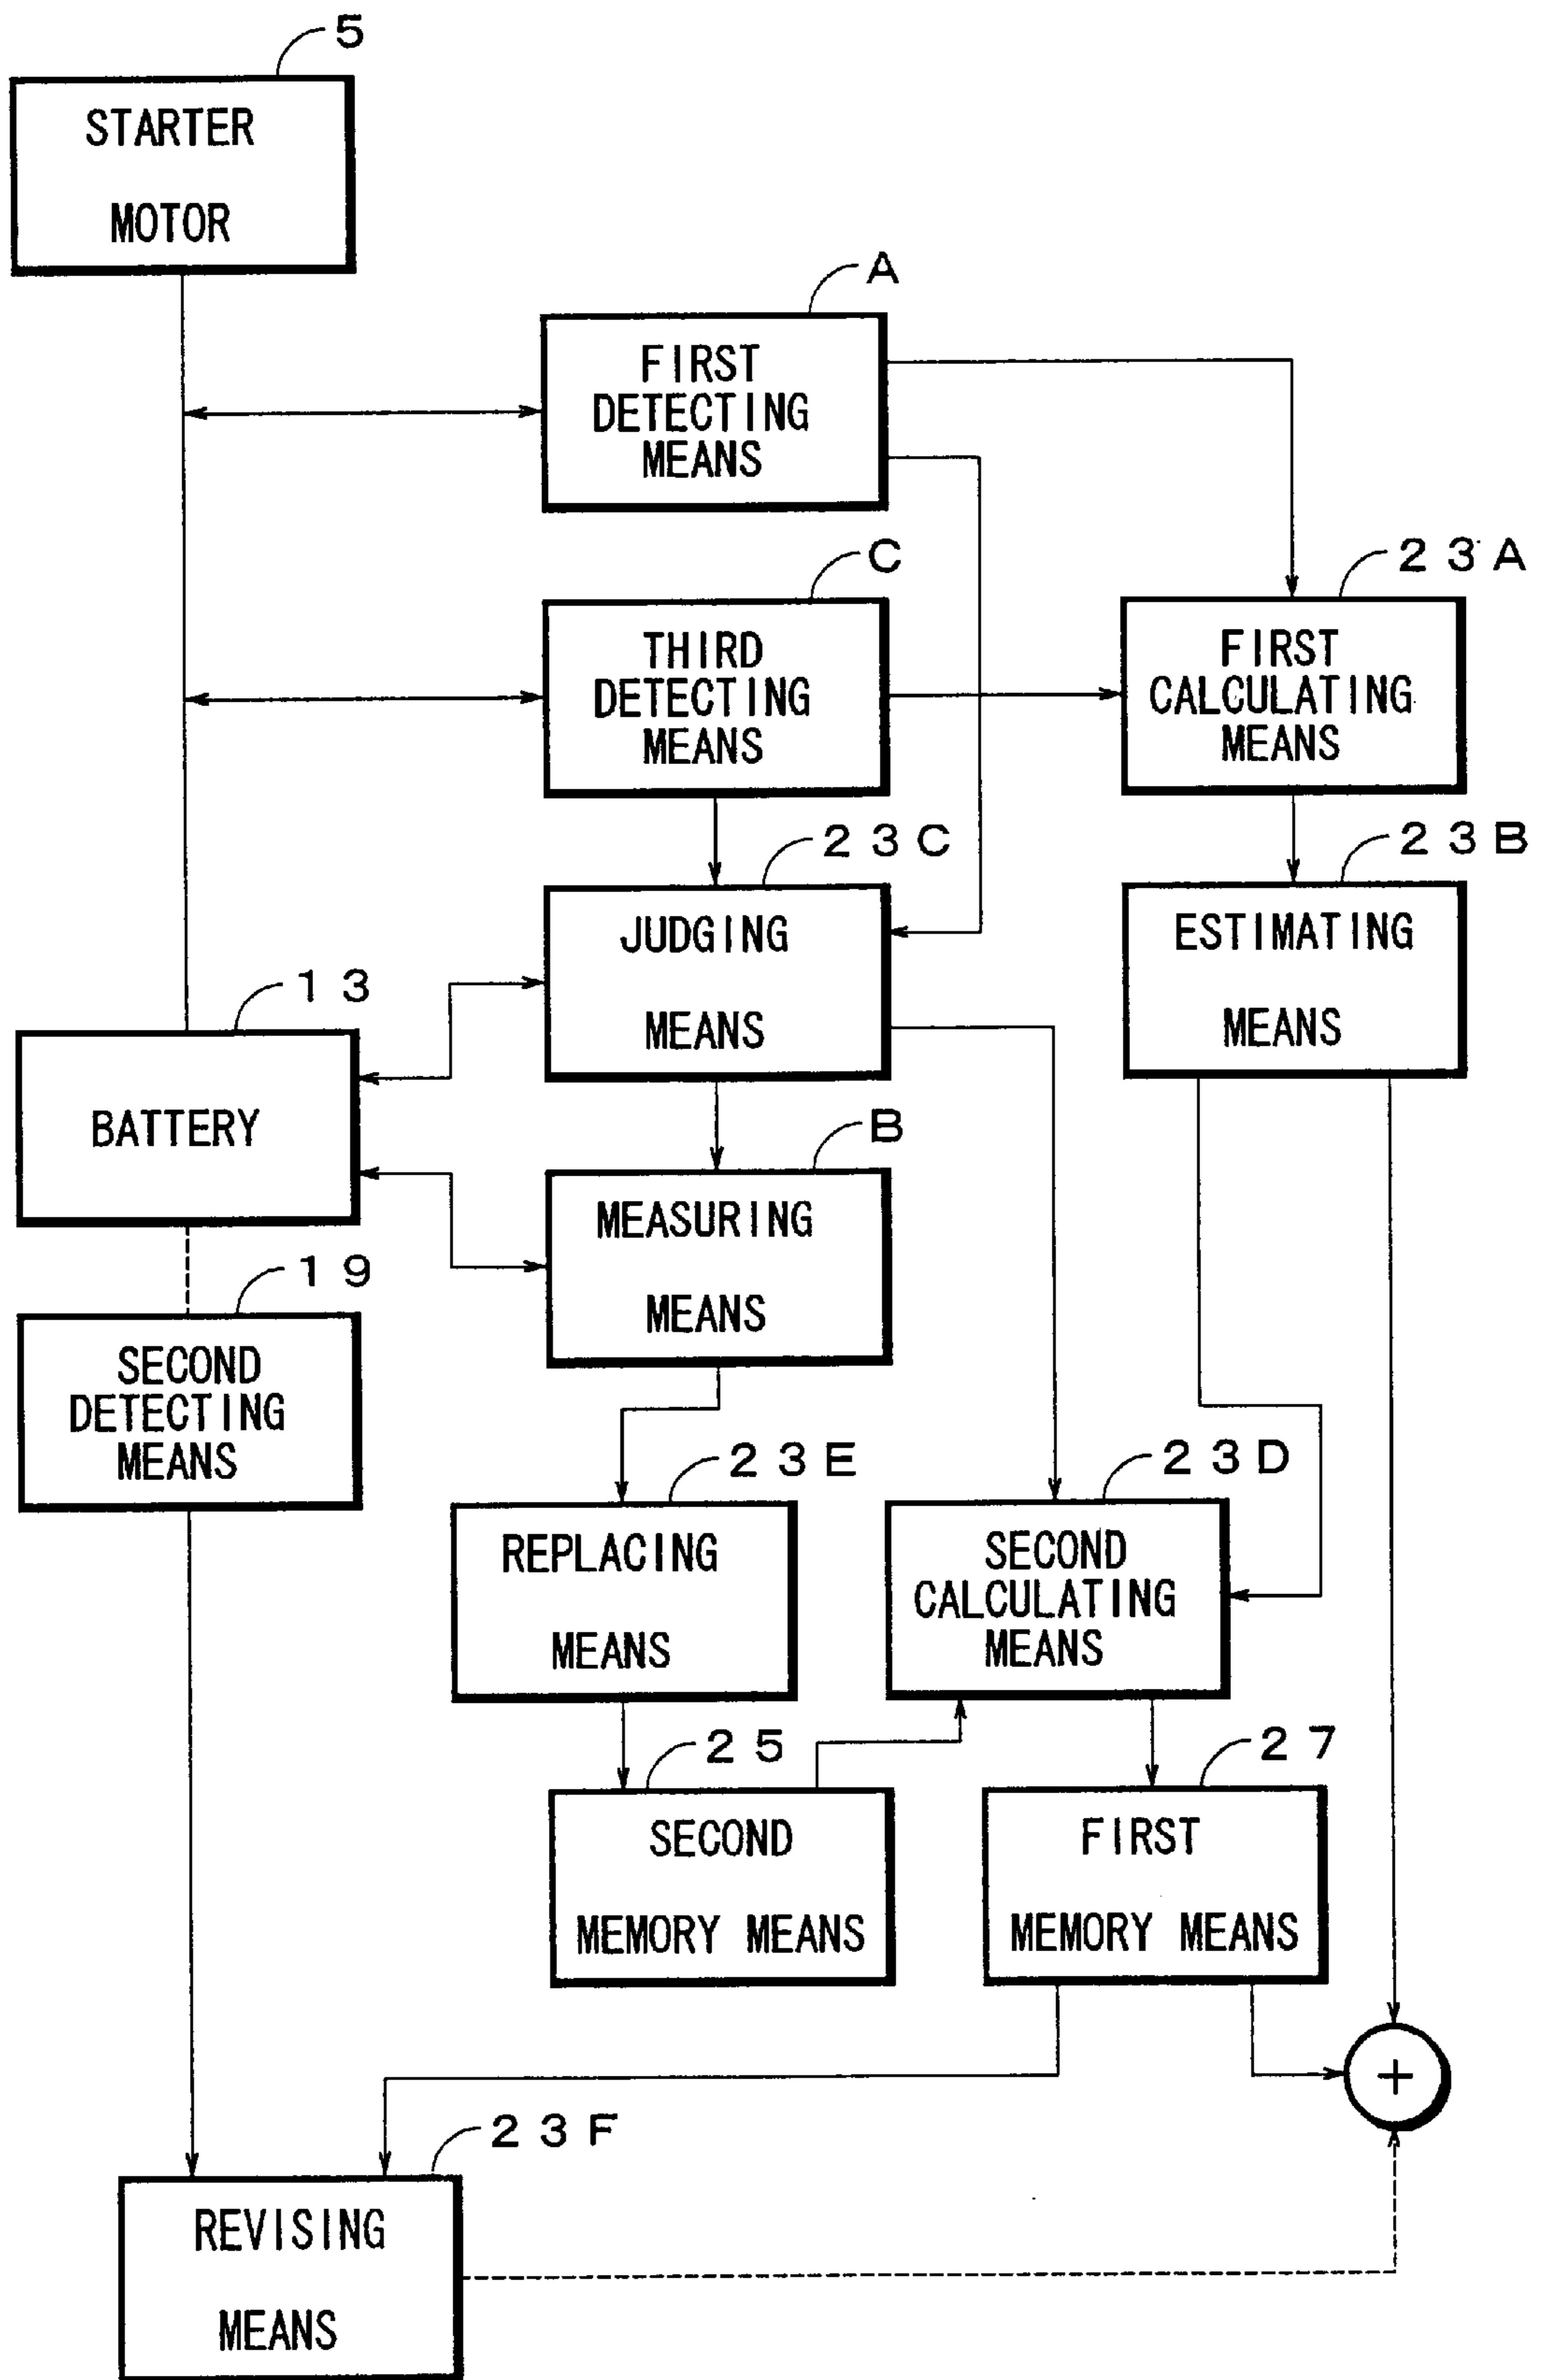 5
STARTER
MOTOR
A
FIRST
DETECTING
MEANS
C
THIRD
DETECTING
MEANS
23A
FIRST
CALCULATING
MEANS
23C
JUDGING
MEANS
23B
ESTIMATING
MEANS
13
BATTERY
B
MEASURING
MEANS
19
SECOND
DETECTING
MEANS
23E
REPLACING
MEANS
23D
SECOND
CALCULATING
MEANS
25
SECOND
MEMORY MEANS
27
FIRST
MEMORY MEANS
+
23F
REVISING
MEANS